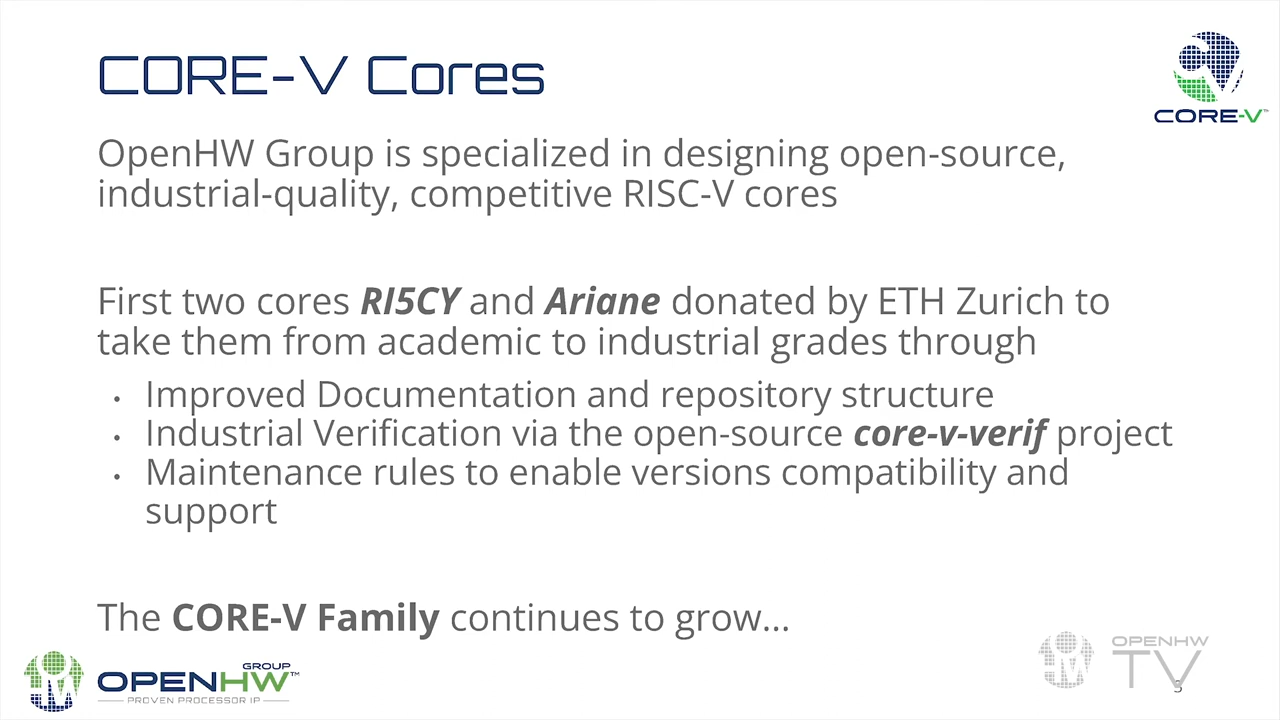 CORE-V Cores
CORE-V™
OpenHW Group is specialized in designing open-source,
industrial-quality, competitive RISC-V cores
First two cores RI5CY and Ariane donated by ETH Zurich to
take them from academic to industrial grades through
• Improved Documentation and repository structure
• Industrial Verification via the open-source core-v-verif project
• Maintenance rules to enable versions compatibility and
support
The CORE-V Family continues to grow...
GROUP
OPENHW™
PROVEN PROCESSOR IP
OPENHW
TV
3